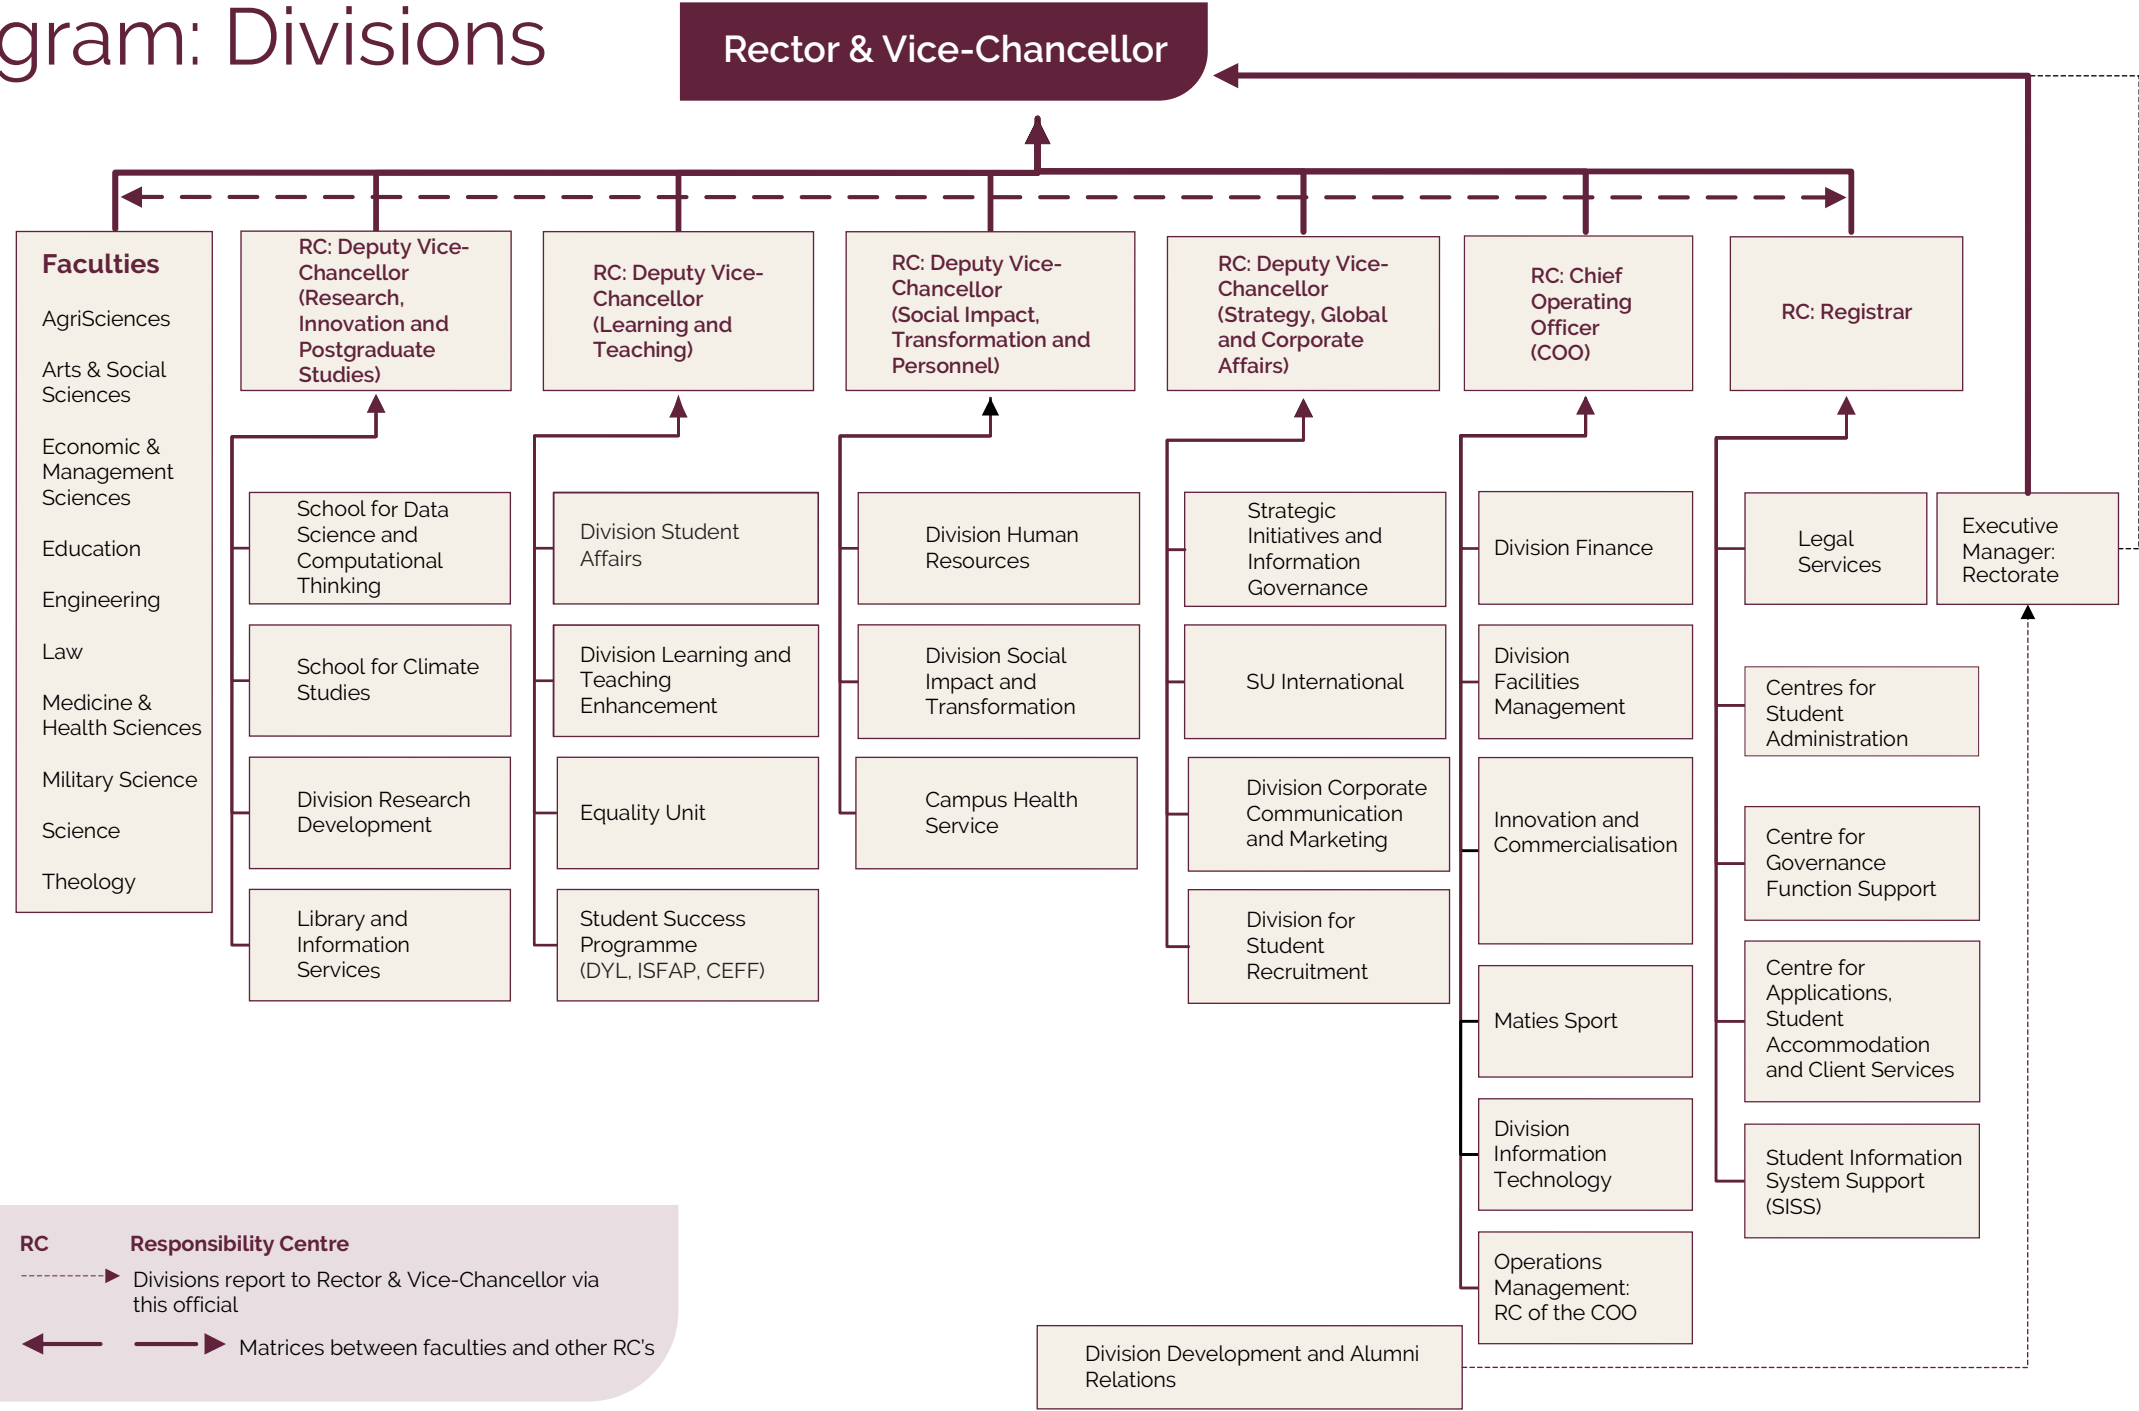 gram: Divisions
Rector & Vice-Chancellor
Faculties
AgriSciences
Arts & Social
Sciences
Economic &
Management
Sciences
Education
Engineering
Law
Medicine &
Health Sciences
Military Science
Science
Theology
RC: Deputy Vice-
Chancellor
(Research,
Innovation and
Postgraduate
Studies)
School for Data
Science and
Computational
Thinking
School for Climate
Studies
Division Research
Development
Library and
Information
Services
RC: Deputy Vice-
Chancellor
(Learning and
Teaching)
Division Student
Affairs
Division Learning and
Teaching
Enhancement
Equality Unit
Student Success
Programme
(DYL, ISFAP, CEFF)
RC: Deputy Vice-
Chancellor
(Social Impact,
Transformation and
Personnel)
Division Human
Resources
Division Social
Impact and
Transformation
Campus Health
Service
RC: Deputy Vice-
Chancellor
(Strategy, Global
and Corporate
Affairs)
Strategic
Initiatives and
Information
Governance
SU International
Division Corporate
Communication
and Marketing
Division for
Student
Recruitment
RC: Chief
Operating
Officer
(COO)
Division Finance
Division
Facilities
Management
Innovation and
Commercialisation
Maties Sport
Division
Information
Technology
Operations
Management:
RC of the COO
RC: Registrar
Legal
Services
Centres for
Student
Administration
Centre for
Governance
Function Support
Centre for
Applications,
Student
Accommodation
and Client Services
Student Information
System Support
(SISS)
Executive
Manager:
Rectorate
Division Development and Alumni
Relations
RC Responsibility Centre
Divisions report to Rector & Vice-Chancellor via
this official
Matrices between faculties and other RC's